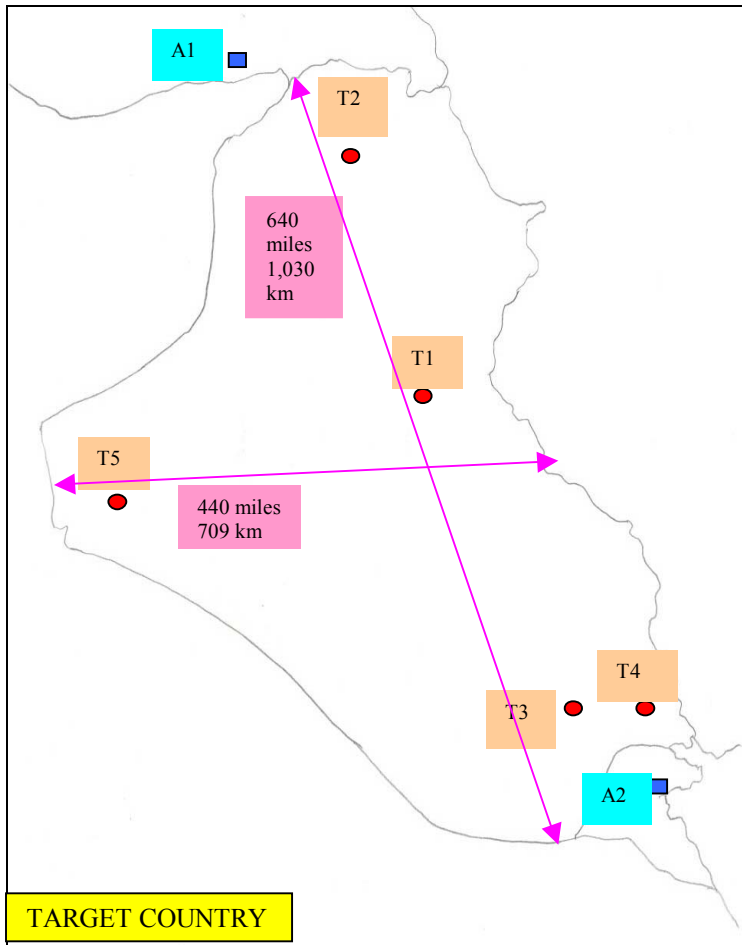 A1
T2
640
miles
1,030
km
T1
T5
440 miles
709 km
T4
T3
A2
TARGET COUNTRY